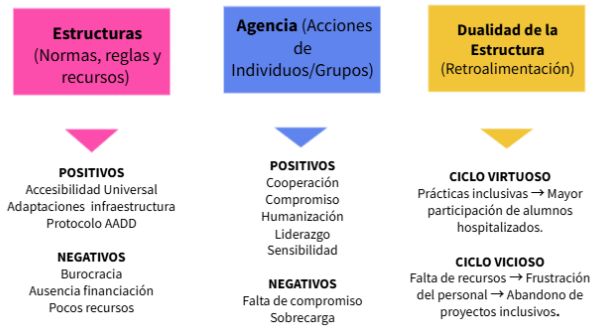 Estructuras
(Normas, reglas y
recursos)
POSITIVOS
Accesibilidad Universal
Adaptaciones infraestructura
Protocolo AADD
NEGATIVOS
Burocracia
Ausencia financiación
Pocos recursos
Agencia (Acciones
de
Individuos/Grupos)
POSITIVOS
Cooperación
Compromiso
Humanización
Liderazgo
Sensibilidad
NEGATIVOS
Falta de compromiso
Sobrecarga
Dualidad de la
Estructura
(Retroalimentación)
CICLO VIRTUOSO
Prácticas inclusivas → Mayor
participación de alumnos
hospitalizados.
CICLO VICIOSO
Falta de recursos → Frustración
del personal → Abandono de
proyectos inclusivos.